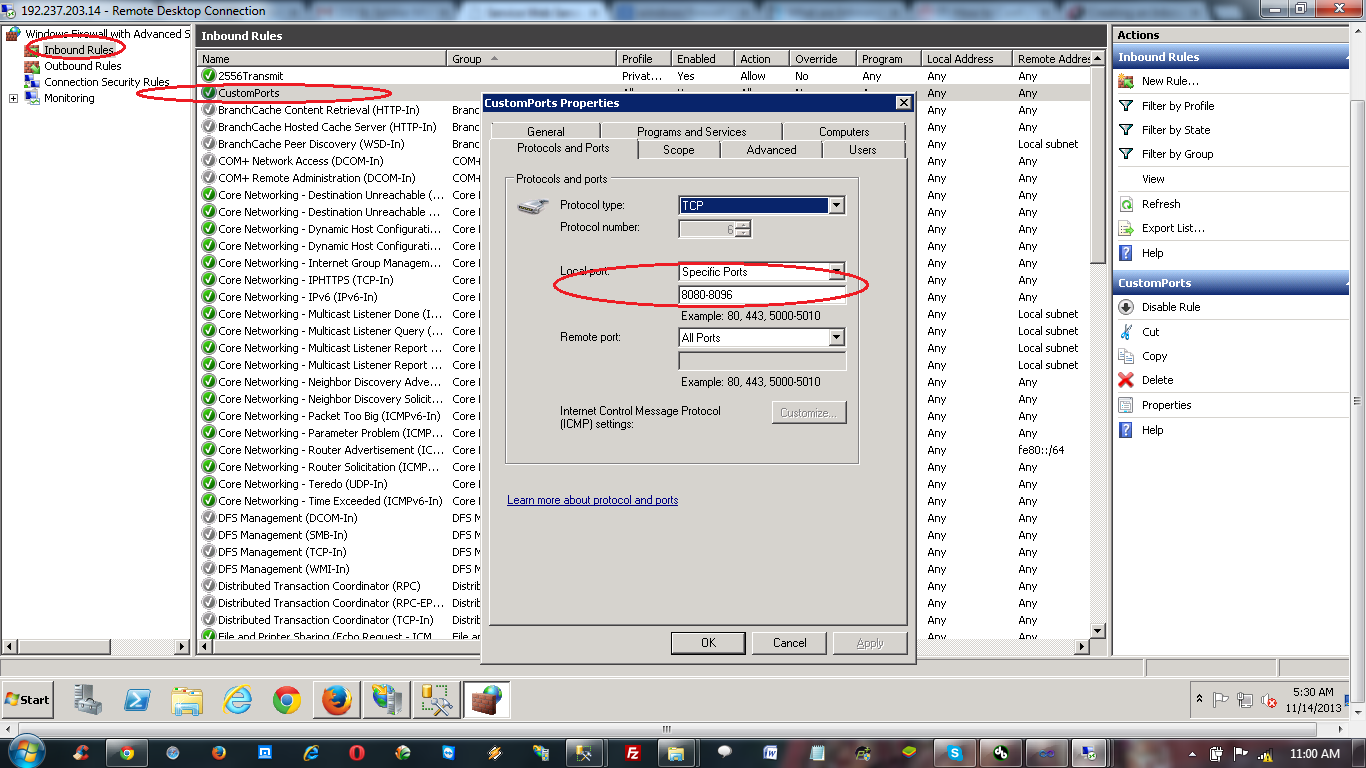 192.237.203.14 - Remote Desktop Connection
Windows Firewall with Advanced S
Inbound Rules
Outbound Rules
Connection Security Rules
Monitoring
Inbound Rules
Name Group Profile Enabled Action Override Program Local Address Remote Addres
2556Transmit Privat... Yes Allow No Any Any Any
CustomPorts Any Any
BranchCache Content Retrieval (HTTP-In) Branc Any Any
BranchCache Hosted Cache Server (HTTP-In) Branc Any Any
BranchCache Peer Discovery (WSD-In) Branc Any Local subnet
COM+ Network Access (DCOM-In) COM+ Any Any
COM+ Remote Administration (DCOM-In) COM+ Any Any
Core Networking - Destination Unreachable (... Core I Any Any
Core Networking - Destination Unreachable ... Core I Any Any
Core Networking - Dynamic Host Configurati... Core I Any Any
Core Networking - Dynamic Host Configurati... Core I Any Any
Core Networking - Internet Group Managem... Core I Any Any
Core Networking - IPHTTPS (TCP-In) Core I Any Any
Core Networking - IPv6 (IPv6-In) Core I Any Any
Core Networking - Multicast Listener Done (I... Core I Any Local subnet
Core Networking - Multicast Listener Query (... Core I Any Local subnet
Core Networking - Multicast Listener Report ... Core I Any Local subnet
Core Networking - Multicast Listener Report ... Core I Any Local subnet
Core Networking - Neighbor Discovery Adve... Core I Any Any
Core Networking - Neighbor Discovery Solicit... Core I Any Any
Core Networking - Packet Too Big (ICMPv6-In) Core I Any Any
Core Networking - Parameter Problem (ICMP... Core I Any Any
Core Networking - Router Advertisement (IC... Core I Any fe80::/64
Core Networking - Router Solicitation (ICMP... Core I Any Any
Core Networking - Teredo (UDP-In) Core I Any Any
Core Networking - Time Exceeded (ICMPv6-In) Core I Any Any
DFS Management (DCOM-In) DFS M Any Any
DFS Management (SMB-In) DFS M Any Any
DFS Management (TCP-In) DFS M Any Any
DFS Management (WMI-In) DFS M Any Any
Distributed Transaction Coordinator (RPC) Distrib Any Any
Distributed Transaction Coordinator (RPC-EP... Distrib Any Any
Distributed Transaction Coordinator (TCP-In) Distrib Any Any
File and Printer Sharing (Echo Request - ICM... File a Any Any
CustomPorts Properties
General Programs and Services Computers
Protocols and Ports Scope Advanced Users
Protocols and ports
Protocol type: TCP
Protocol number: 6
Local port: Specific Ports
8080-8096
Example: 80, 443, 5000-5010
Remote port: All Ports
Example: 80, 443, 5000-5010
Internet Control Message Protocol
(ICMP) settings:
Customize...
Learn more about protocol and ports
OK Cancel Apply
Actions
Inbound Rules
New Rule...
Filter by Profile
Filter by State
Filter by Group
View
Refresh
Export List...
Help
CustomPorts
Disable Rule
Cut
Copy
Delete
Properties
Help
Start
5:30 AM
11/14/2013
11:00 AM